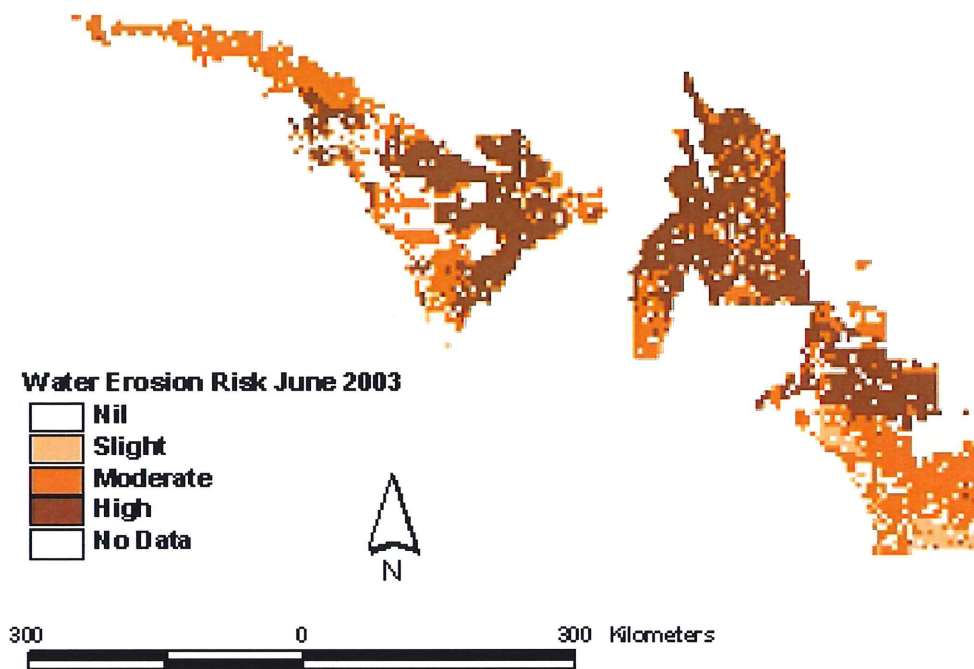 Water Erosion Risk June 2003
Nil
Slight
Moderate
High
No Data
N
300 0 300 Kilometers